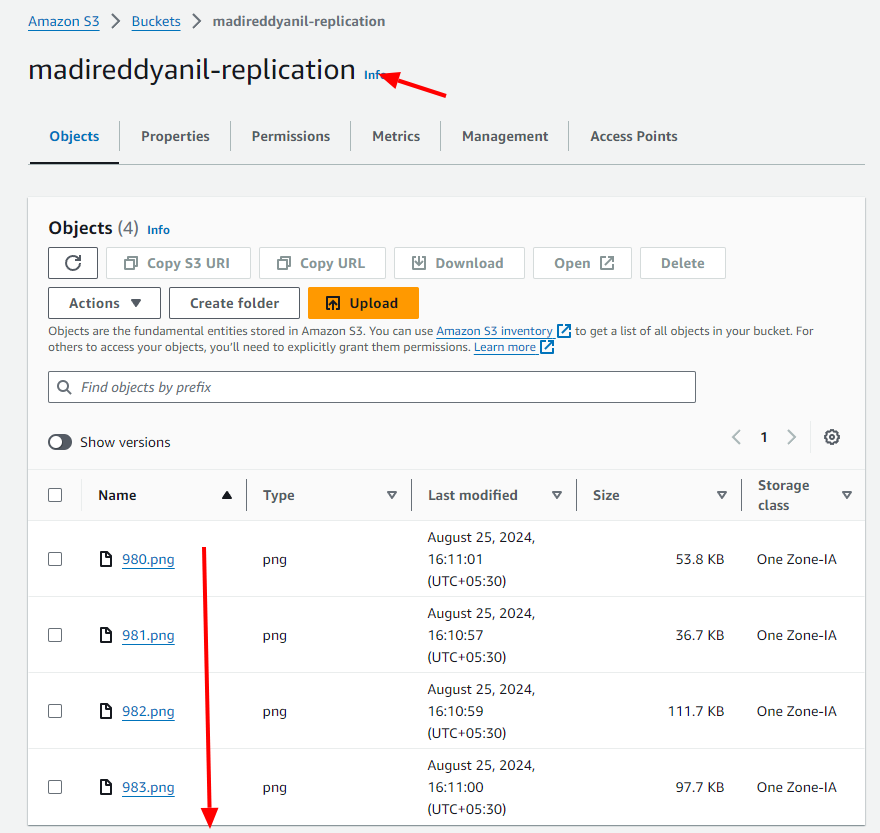 Amazon S3 > Buckets > madireddyanil-replication
madireddyanil-replication Info
Objects Properties Permissions Metrics Management Access Points
Objects (4) Info
Copy S3 URI Copy URL Download Open Delete
Actions Create folder Upload
Objects are the fundamental entities stored in Amazon S3. You can use Amazon S3 inventory to get a list of all objects in your bucket. For
others to access your objects, you'll need to explicitly grant them permissions. Learn more
Find objects by prefix
Show versions 1
Name Type Last modified Size Storage
class
980.png png August 25, 2024,
16:11:01
(UTC+05:30) 53.8 KB One Zone-IA
981.png png August 25, 2024,
16:10:57
(UTC+05:30) 36.7 KB One Zone-IA
982.png png August 25, 2024,
16:10:59
(UTC+05:30) 111.7 KB One Zone-IA
983.png png August 25, 2024,
16:11:00
(UTC+05:30) 97.7 KB One Zone-IA